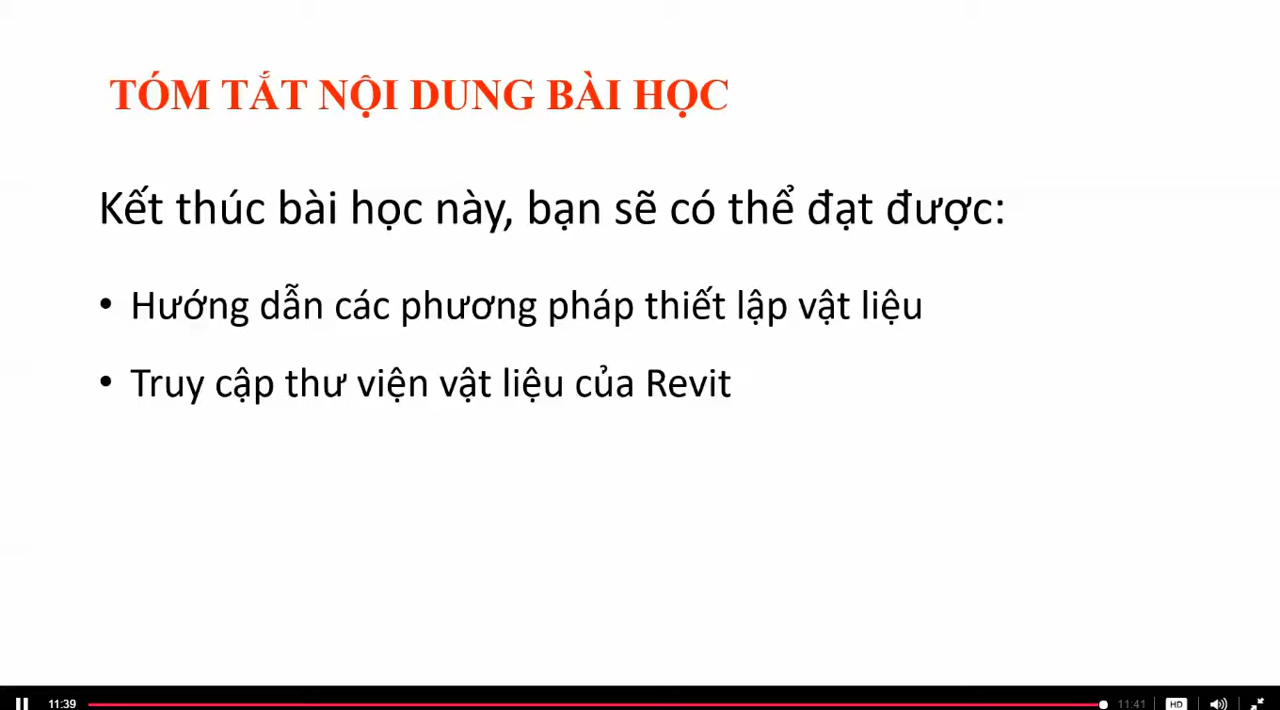 TÓM TẮT NỘI DUNG BÀI HỌC
Kết thúc bài học này, bạn sẽ có thể đạt được:
• Hướng dẫn các phương pháp thiết lập vật liệu
• Truy cập thư viện vật liệu của Revit
11:39 11:41 HD